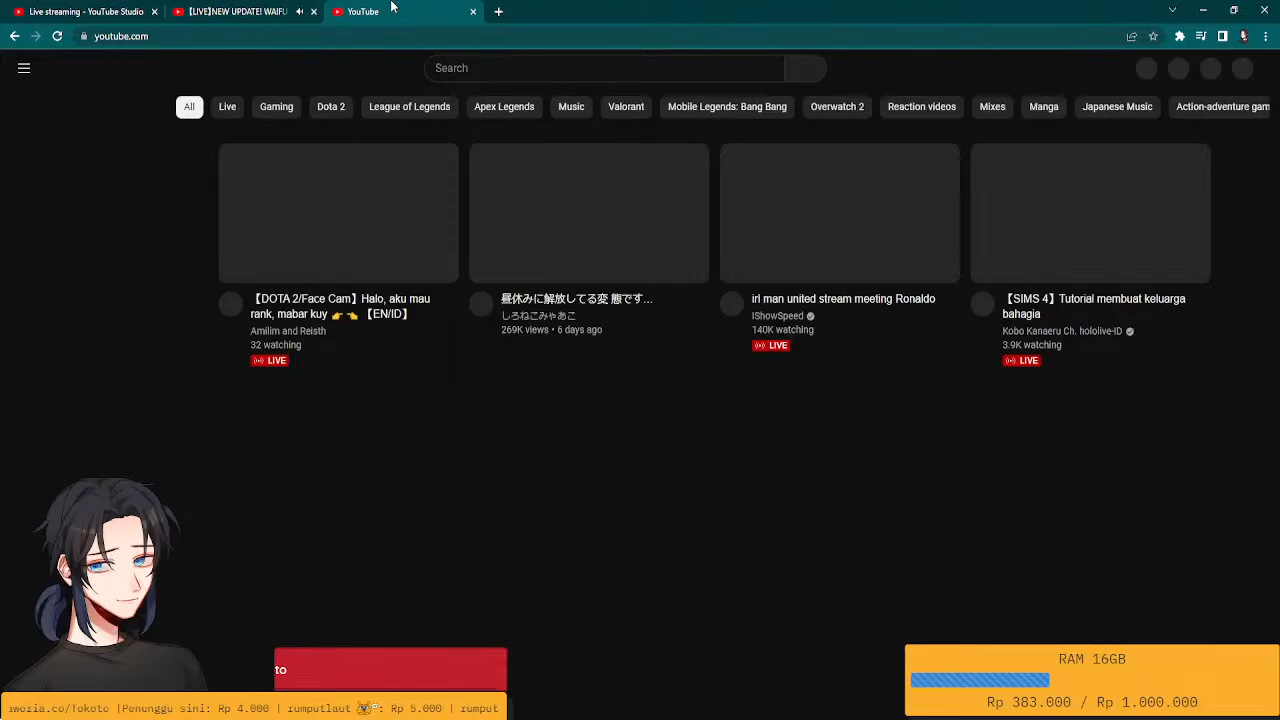 Live streaming - YouTube Studio
【LIVE】NEW UPDATE! WAIFU
YouTube
youtube.com
Search
All
Live
Gaming
Dota 2
League of Legends
Apex Legends
Music
Valorant
Mobile Legends: Bang Bang
Overwatch 2
Reaction videos
Mixes
Manga
Japanese Music
Action-adventure gam
【DOTA 2/Face Cam】Halo, aku mau
rank, mabar kuy 👉👈 【EN/ID】
Amilim and Reisth
32 watching
LIVE
昼休みに解放してる変 態です…
しろねこみゃあこ
269K views • 6 days ago
irl man united stream meeting Ronaldo
IShowSpeed
140K watching
LIVE
【SIMS 4】Tutorial membuat keluarga
bahagia
Kobo Kanaeru Ch. hololive-ID
3.9K watching
LIVE
to
RAM 16GB
Rp 383.000 / Rp 1.000.000
aweria.co/Tokoto |Penunggu sini: Rp 4.000 | rumputlaut : Rp 5.000 | rumput